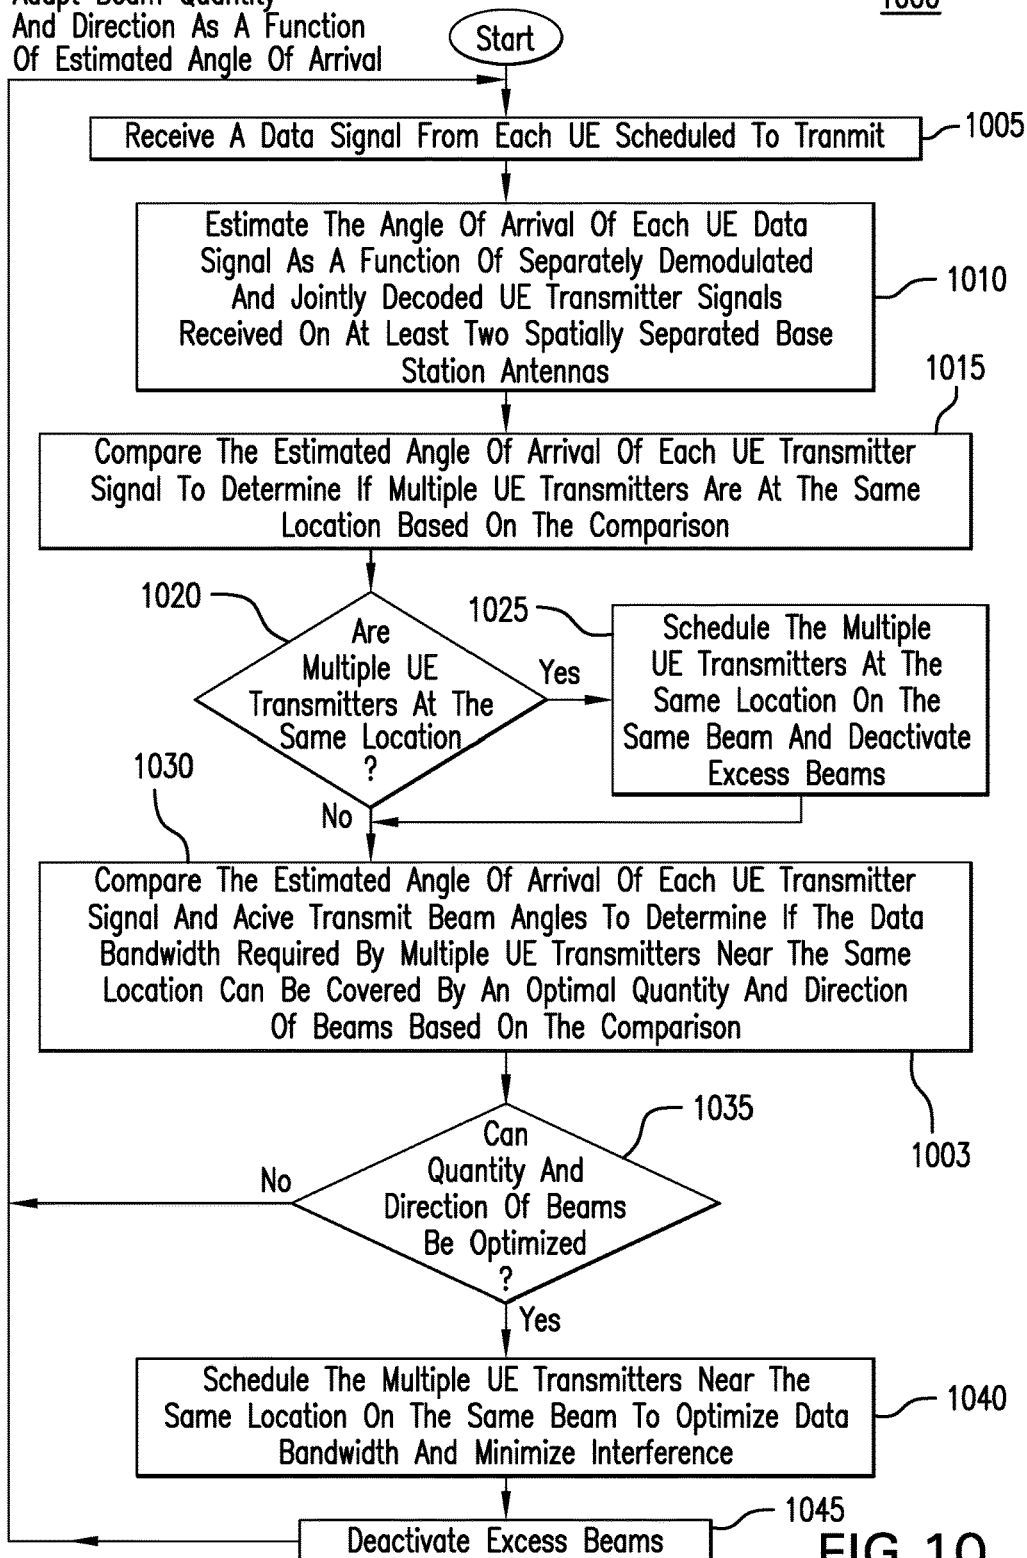 Adapt Beam Quantity
And Direction As A Function
Of Estimated Angle Of Arrival
1000
Start
Receive A Data Signal From Each UE Scheduled To Tranmit
1005
Estimate The Angle Of Arrival Of Each UE Data
Signal As A Function Of Separately Demodulated
And Jointly Decoded UE Transmitter Signals
Received On At Least Two Spatially Separated Base
Station Antennas
1010
1015
Compare The Estimated Angle Of Arrival Of Each UE Transmitter
Signal To Determine If Multiple UE Transmitters Are At The Same
Location Based On The Comparison
1020
Are
Multiple UE
Transmitters At The
Same Location
?
Yes
No
1025
Schedule The Multiple
UE Transmitters At The
Same Location On The
Same Beam And Deactivate
Excess Beams
1030
Compare The Estimated Angle Of Arrival Of Each UE Transmitter
Signal And Acive Transmit Beam Angles To Determine If The Data
Bandwidth Required By Multiple UE Transmitters Near The Same
Location Can Be Covered By An Optimal Quantity And Direction
Of Beams Based On The Comparison
1003
1035
Can
Quantity And
Direction Of Beams
Be Optimized
?
No
Yes
Schedule The Multiple UE Transmitters Near The
Same Location On The Same Beam To Optimize Data
Bandwidth And Minimize Interference
1040
Deactivate Excess Beams
1045
FIG.10